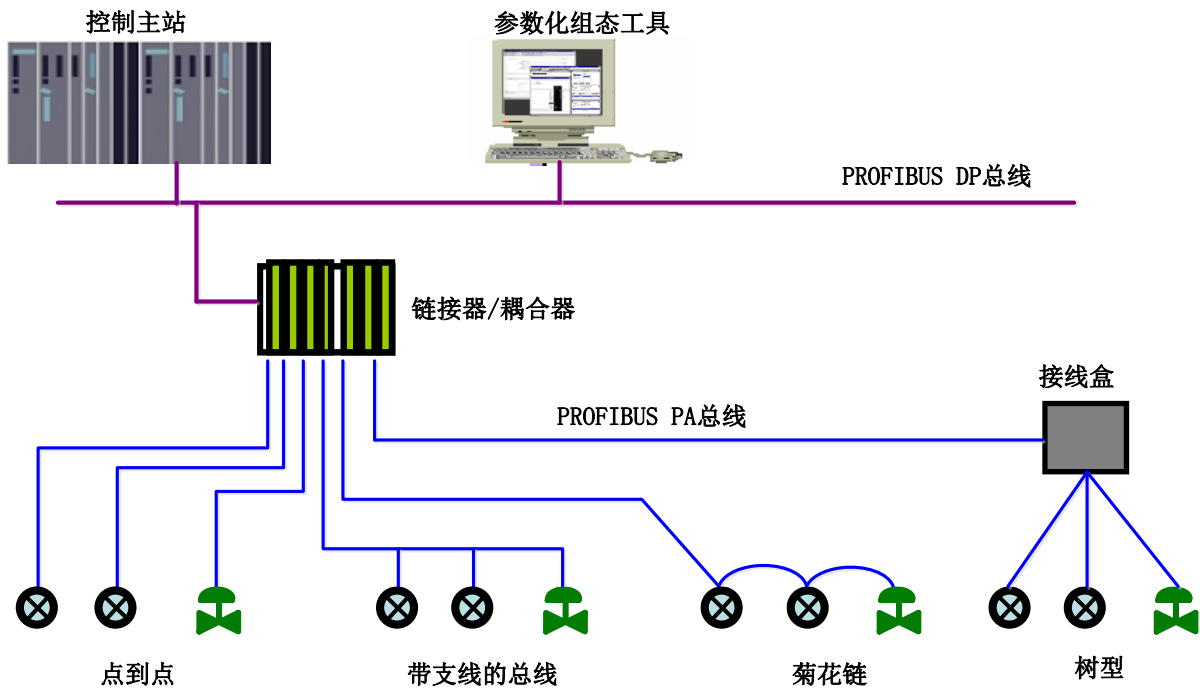 控制主站
参数化组态工具
PROFIBUS DP总线
链接器/耦合器
接线盒
PROFIBUS PA总线
点到点
带支线的总线
菊花链
树型